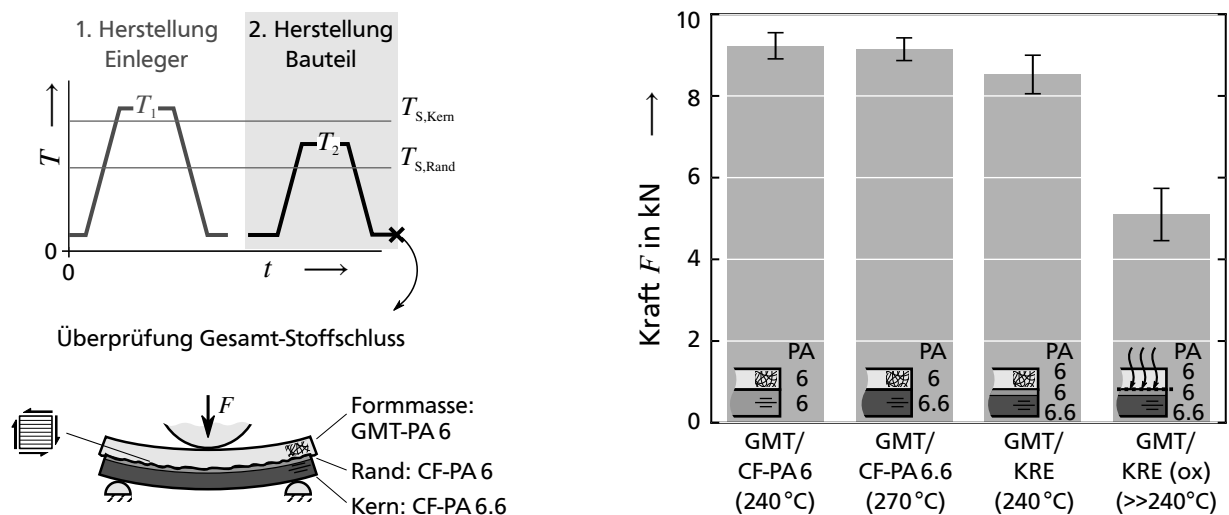 1. Herstellung
Einleger
2. Herstellung
Bauteil
T
T1
T2
TS,Kern
TS,Rand
0
0
t
Überprüfung Gesamt-Stoffschluss
F
Formmasse:
GMT-PA 6
Rand: CF-PA 6
Kern: CF-PA 6.6
Kraft F in kN
10
8
6
4
2
0
PA
6
6
PA
6
6.6
PA
6
6
6.6
PA
6
6
6.6
GMT/
CF-PA 6
(240 °C)
GMT/
CF-PA 6.6
(270 °C)
GMT/
KRE
(240 °C)
GMT/
KRE (ox)
(>>240 °C)